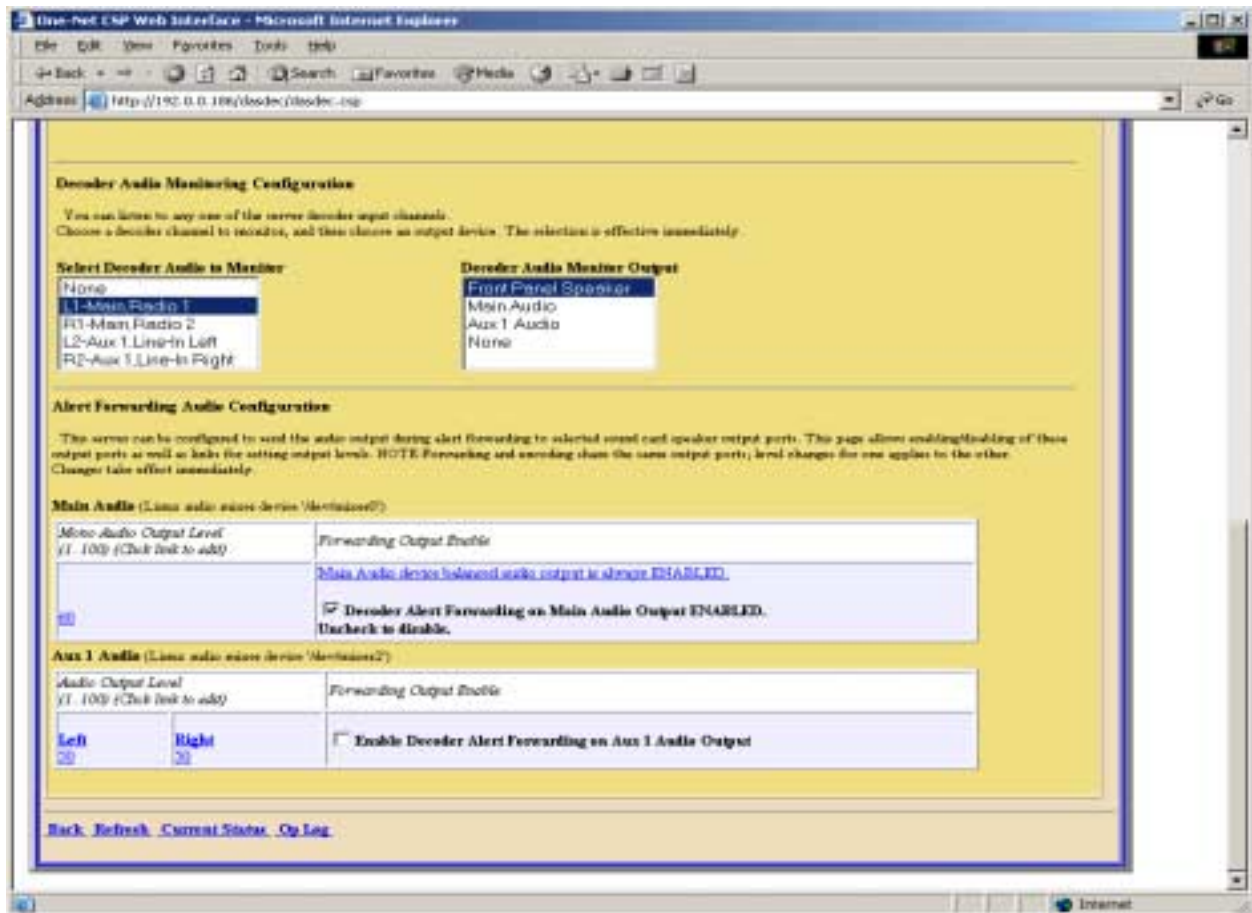 One-Net CSP Web Interface - Microsoft Internet Explorer
File Edit View Favorites Tools Help
Back Search Favorites Media
Address http://192.0.0.186/dasdec/dasdec.csp Go
Decoder Audio Monitoring Configuration
You can listen to any one of the server decoder input channels.
Choose a decoder channel to monitor, and then choose an output device. The selection is effective immediately.
Select Decoder Audio to Monitor Decoder Audio Monitor Output
None Front Panel Speaker
L1-Main,Radio 1 Main Audio
R1-Main,Radio 2 Aux 1 Audio
L2-Aux 1,Line-In Left None
R2-Aux 1,Line-In Right
Alert Forwarding Audio Configuration
This server can be configured to send the audio output during alert forwarding to selected sound card speaker output ports. This page allows enabling/disabling of these
output ports as well as links for setting output levels. NOTE:Forwarding and encoding share the same output ports; level changes for one applies to the other.
Changes take effect immediately.
Main Audio (Linux audio mixer device '/dev/mixer0')
Mono Audio Output Level Forwarding Output Enable
(1..100) (Click link to edit)
Main Audio device balanced audio output is always ENABLED.
Decoder Alert Forwarding on Main Audio Output ENABLED.
Uncheck to disable.
Aux 1 Audio (Linux audio mixer device '/dev/mixer2')
Audio Output Level Forwarding Output Enable
(1..100) (Click link to edit)
Left Right Enable Decoder Alert Forwarding on Aux 1 Audio Output
Back Refresh Current Status Op Log
Internet